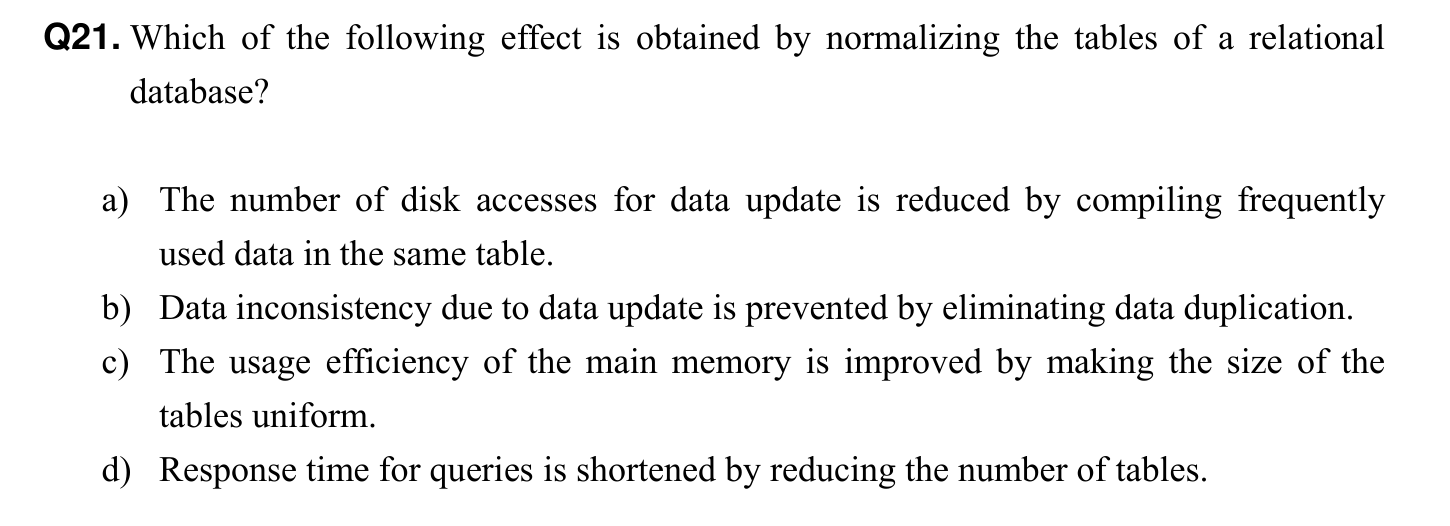 Q21. Which of the following effect is obtained by normalizing the tables of a relational
database?
a) The number of disk accesses for data update is reduced by compiling frequently
used data in the same table.
b) Data inconsistency due to data update is prevented by eliminating data duplication.
c) The usage efficiency of the main memory is improved by making the size of the
tables uniform.
d) Response time for queries is shortened by reducing the number of tables.